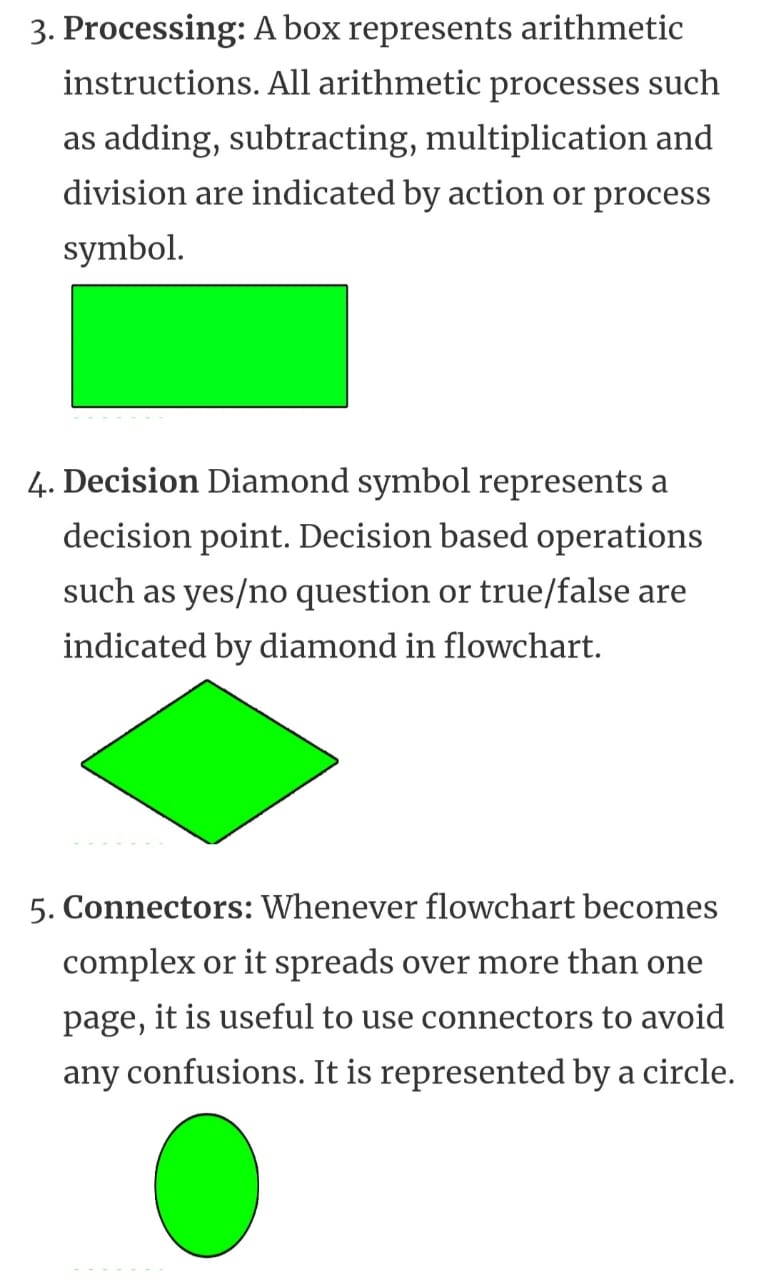 3. Processing: A box represents arithmetic
instructions. All arithmetic processes such
as adding, subtracting, multiplication and
division are indicated by action or process
symbol.
4. Decision Diamond symbol represents a
decision point. Decision based operations
such as yes/no question or true/false are
indicated by diamond in flowchart.
5. Connectors: Whenever flowchart becomes
complex or it spreads over more than one
page, it is useful to use connectors to avoid
any confusions. It is represented by a circle.